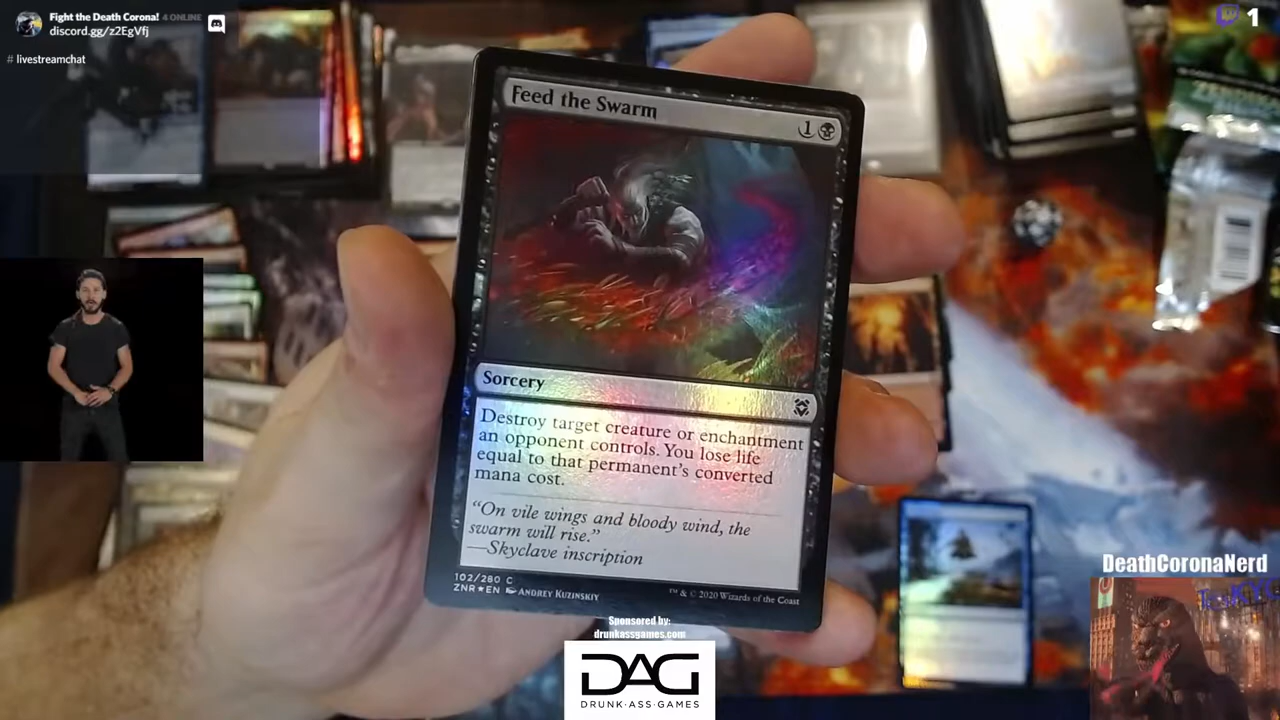 Fight the Death Corona! 4 ONLINE
discord.gg/z2EgVfj
# livestreamchat
1
Feed the Swarm
1
Sorcery
Destroy target creature or enchantment
an opponent controls. You lose life
equal to that permanent's converted
mana cost.
"On vile wings and bloody wind, the
swarm will rise."
—Skyclave inscription
102/280 C
ZNR★EN Andrey Kuzinskiy
™ & © 2020 Wizards of the Coast
DeathCoronaNerd
Sponsored by:
drunkassgames.com
DAG
DRUNK·ASS·GAMES